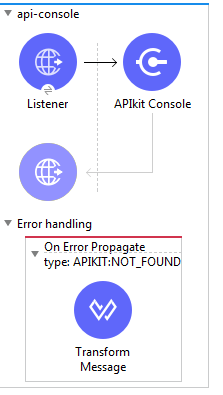 api-console
Listener
APIkit Console
Error handling
On Error Propagate
type: APIKIT:NOT_FOUND
Transform
Message